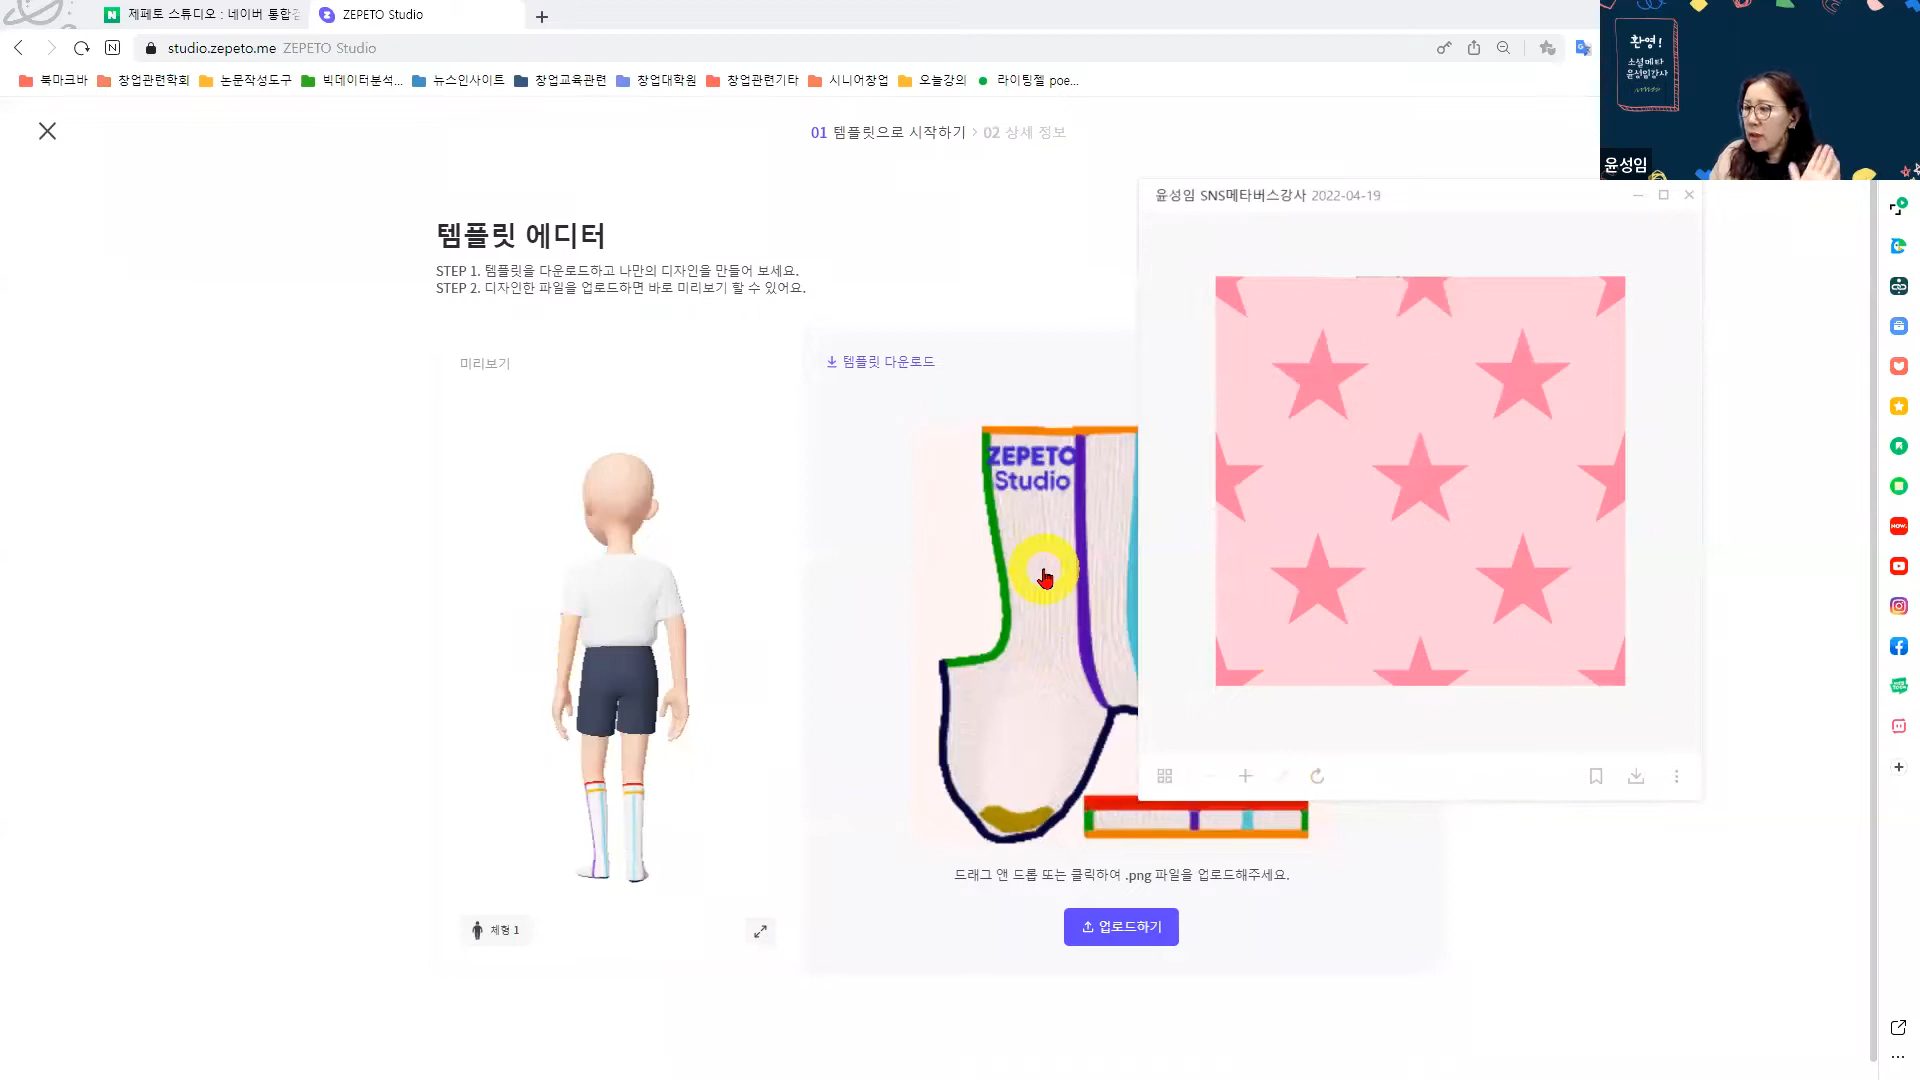 제페토 스튜디오 : 네이버 통합검
ZEPETO Studio
studio.zepeto.me ZEPETO Studio
북마크바
창업관련학회
논문작성도구
빅데이터분석...
뉴스인사이트
창업교육관련
창업대학원
창업관련기타
시니어창업
오늘강의
라이팅젤 poe...
환영!
소셜메타
윤성임강사
윤성임
01 템플릿으로 시작하기 > 02 상세 정보
윤성임 SNS메타버스강사 2022-04-19
템플릿 에디터
STEP 1. 템플릿을 다운로드하고 나만의 디자인을 만들어 보세요.
STEP 2. 디자인한 파일을 업로드하면 바로 미리보기 할 수 있어요.
미리보기
템플릿 다운로드
ZEPETO
Studio
드래그 앤 드롭 또는 클릭하여 .png 파일을 업로드해주세요.
체형 1
업로드하기
NOW.